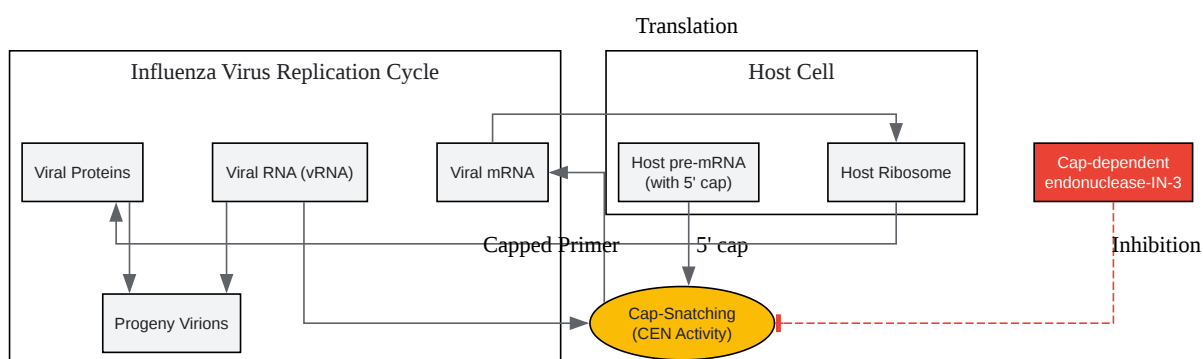 Translation
Influenza Virus Replication Cycle
Host Cell
Viral Proteins
Viral RNA (vRNA)
Viral mRNA
Host pre-mRNA
(with 5' cap)
Host Ribosome
Cap-dependent
endonuclease-IN-3
Capped Primer
5' cap
Inhibition
Progeny Virions
Cap-Snatching
(CEN Activity)